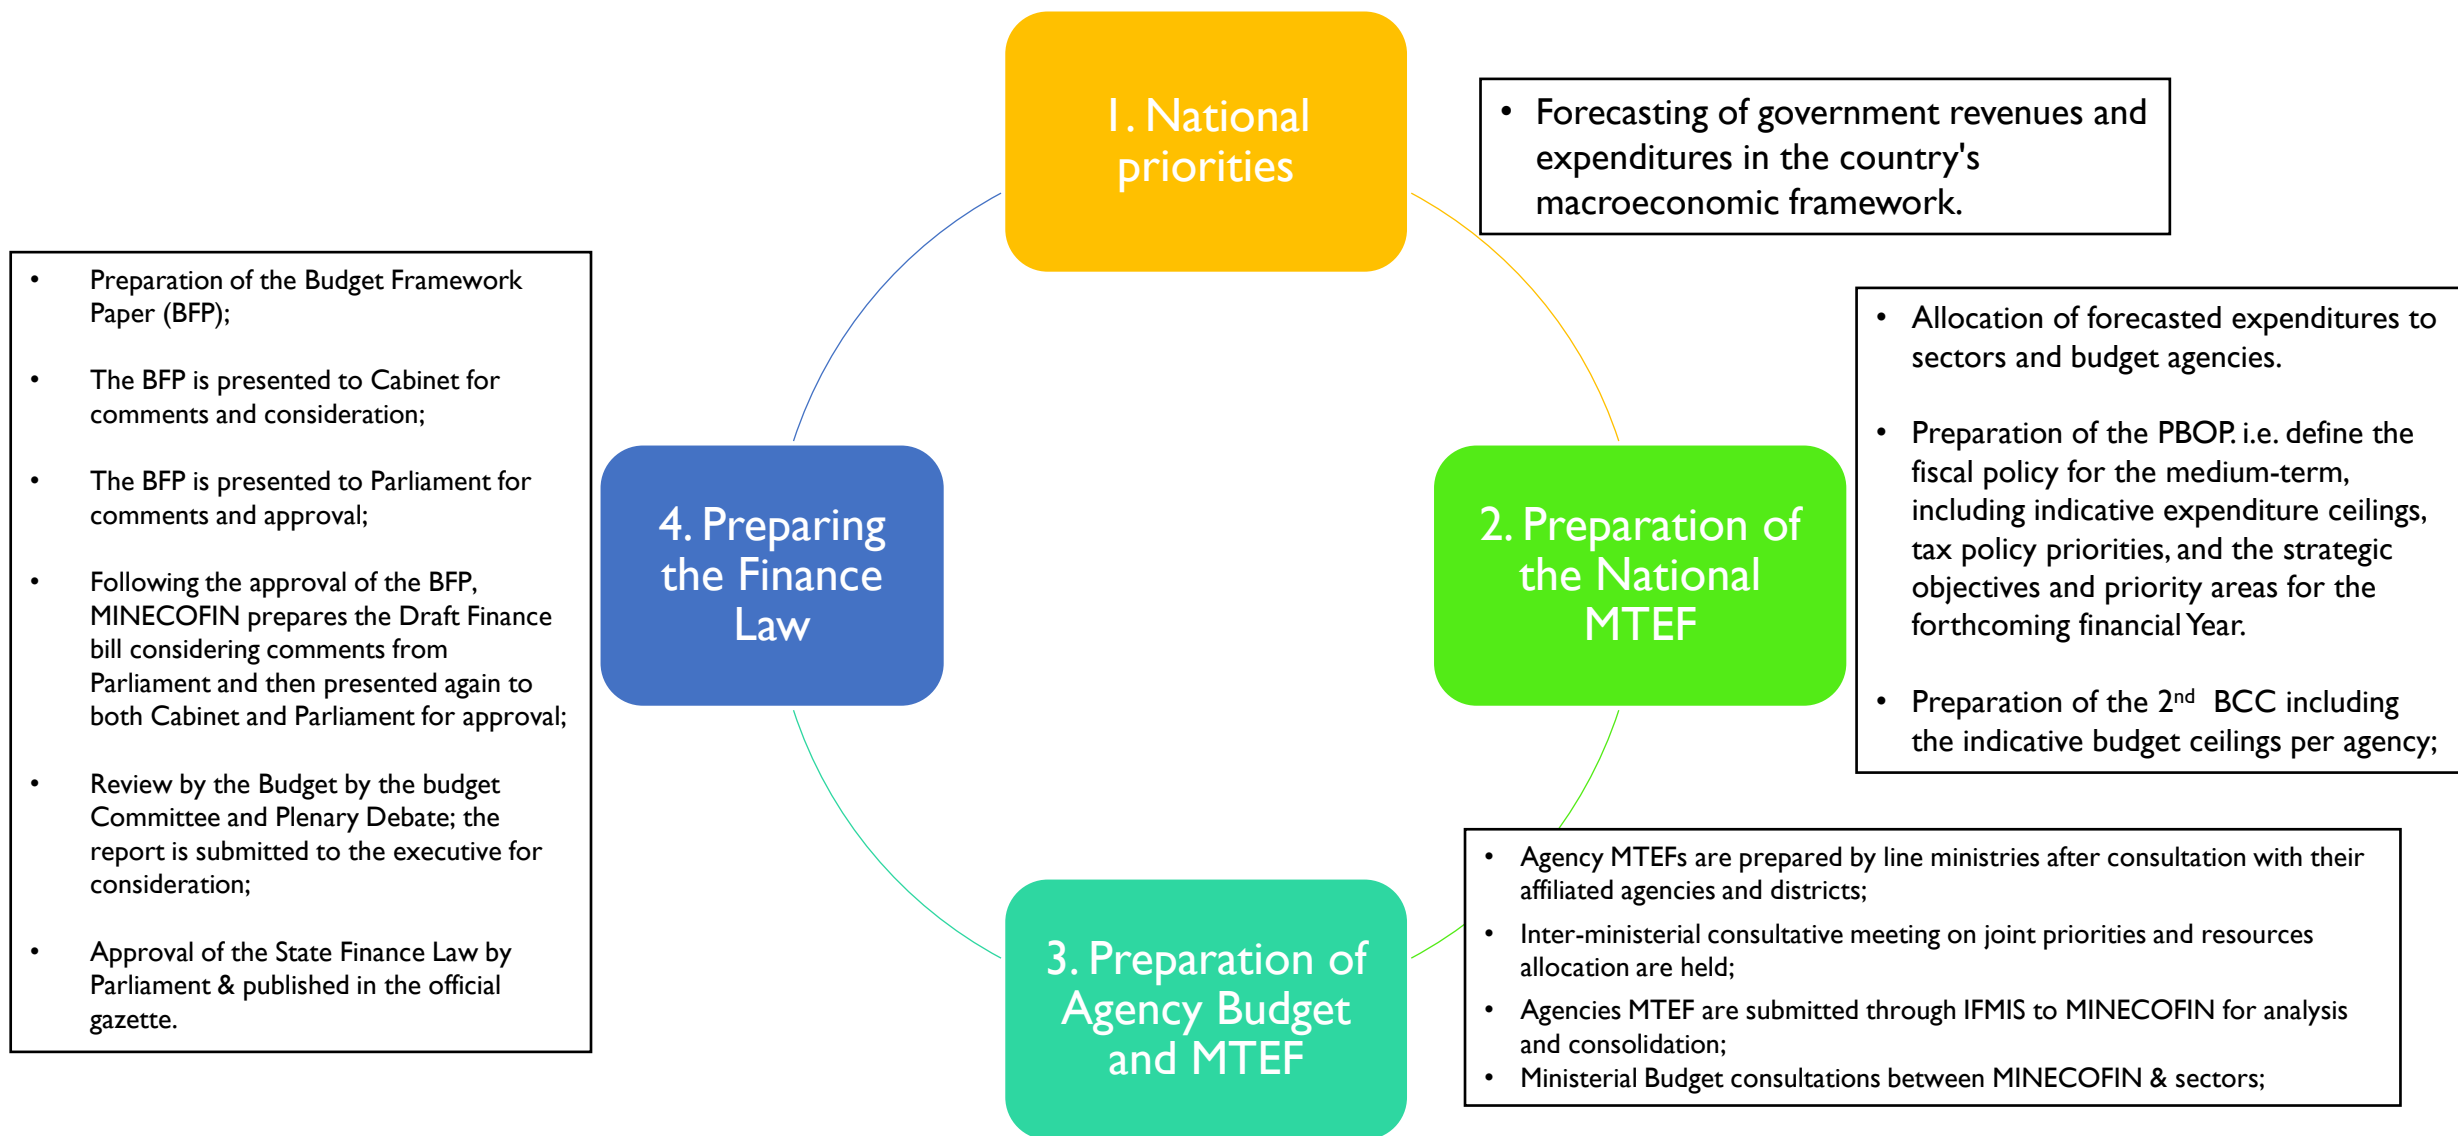 1. National
priorities
• Forecasting of government revenues and
expenditures in the country's
macroeconomic framework.
2. Preparation of
the National
MTEF
• Allocation of forecasted expenditures to
sectors and budget agencies.
• Preparation of the PBOP. i.e. define the
fiscal policy for the medium-term,
including indicative expenditure ceilings,
tax policy priorities, and the strategic
objectives and priority areas for the
forthcoming financial Year.
• Preparation of the 2nd BCC including
the indicative budget ceilings per agency;
3. Preparation of
Agency Budget
and MTEF
• Agency MTEFs are prepared by line ministries after consultation with their
affiliated agencies and districts;
• Inter-ministerial consultative meeting on joint priorities and resources
allocation are held;
• Agencies MTEF are submitted through IFMIS to MINECOFIN for analysis
and consolidation;
• Ministerial Budget consultations between MINECOFIN & sectors;
4. Preparing
the Finance
Law
• Preparation of the Budget Framework
Paper (BFP);
• The BFP is presented to Cabinet for
comments and consideration;
• The BFP is presented to Parliament for
comments and approval;
• Following the approval of the BFP,
MINECOFIN prepares the Draft Finance
bill considering comments from
Parliament and then presented again to
both Cabinet and Parliament for approval;
• Review by the Budget by the budget
Committee and Plenary Debate; the
report is submitted to the executive for
consideration;
• Approval of the State Finance Law by
Parliament & published in the official
gazette.